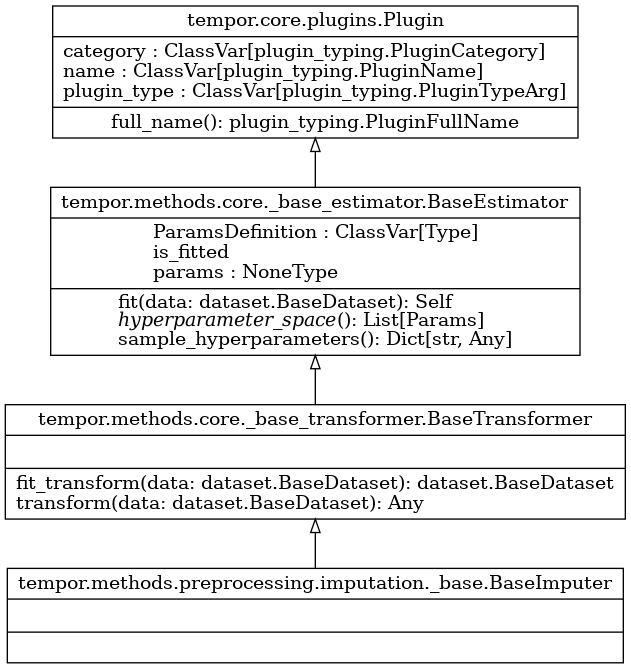 tempor.core.plugins.Plugin
category : ClassVar[plugin_typing.PluginCategory]
name : ClassVar[plugin_typing.PluginName]
plugin_type : ClassVar[plugin_typing.PluginTypeArg]
full_name(): plugin_typing.PluginFullName
tempor.methods.core._base_estimator.BaseEstimator
ParamsDefinition : ClassVar[Type]
is_fitted
params : NoneType
fit(data: dataset.BaseDataset): Self
hyperparameter_space(): List[Params]
sample_hyperparameters(): Dict[str, Any]
tempor.methods.core._base_transformer.BaseTransformer
fit_transform(data: dataset.BaseDataset): dataset.BaseDataset
transform(data: dataset.BaseDataset): Any
tempor.methods.preprocessing.imputation._base.BaseImputer